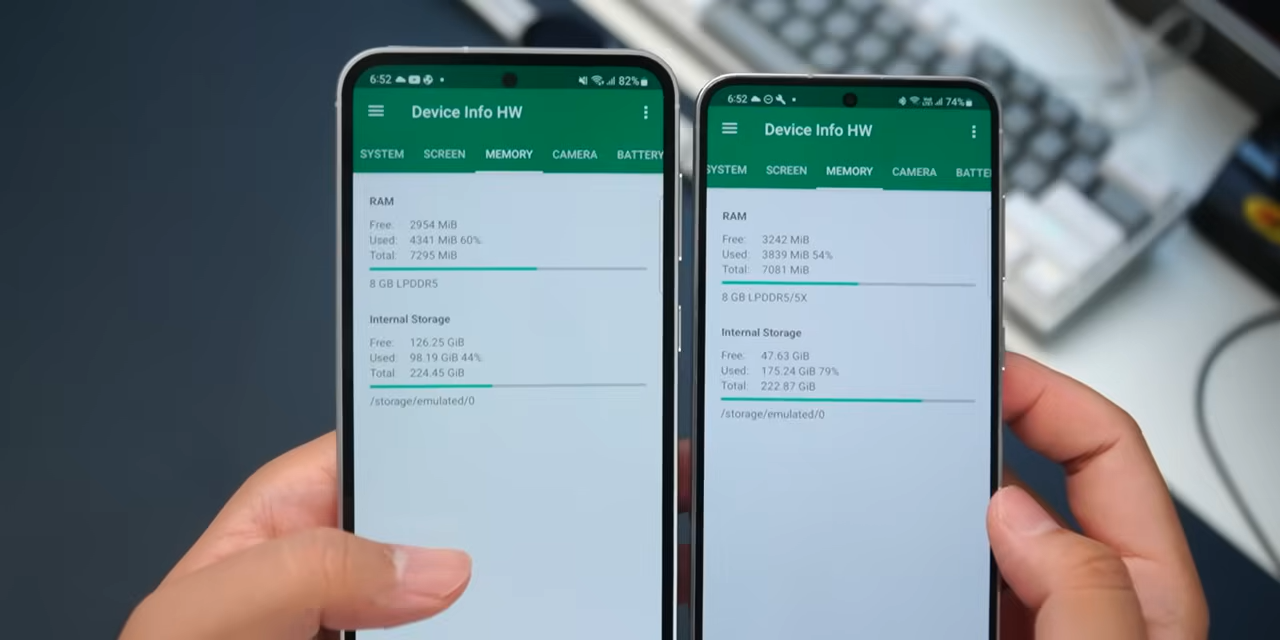 6:52
82%
Device Info HW
SYSTEM SCREEN MEMORY CAMERA BATTERY
RAM
Free: 2954 MiB
Used: 4341 MiB 60%
Total: 7295 MiB
8 GB LPDDR5
Internal Storage
Free: 126.25 GiB
Used: 98.19 GiB 44%
Total: 224.45 GiB
/storage/emulated/0
6:52
74%
Device Info HW
SYSTEM SCREEN MEMORY CAMERA BATTE
RAM
Free: 3242 MiB
Used: 3839 MiB 54%
Total: 7081 MiB
8 GB LPDDR5/5X
Internal Storage
Free: 47.63 GiB
Used: 175.24 GiB 79%
Total: 222.87 GiB
/storage/emulated/0